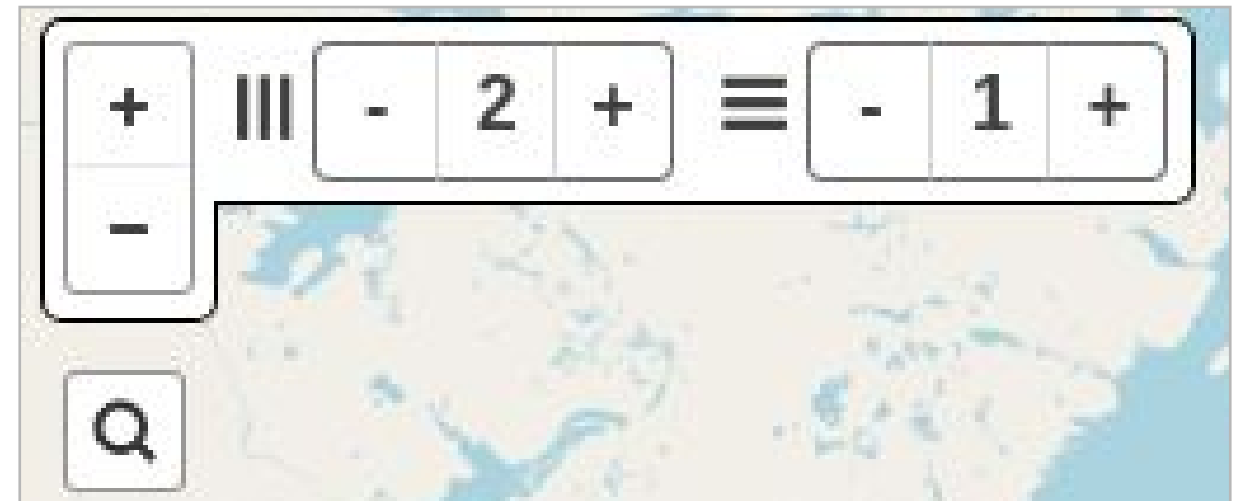 + - 2 + - 1 +
−